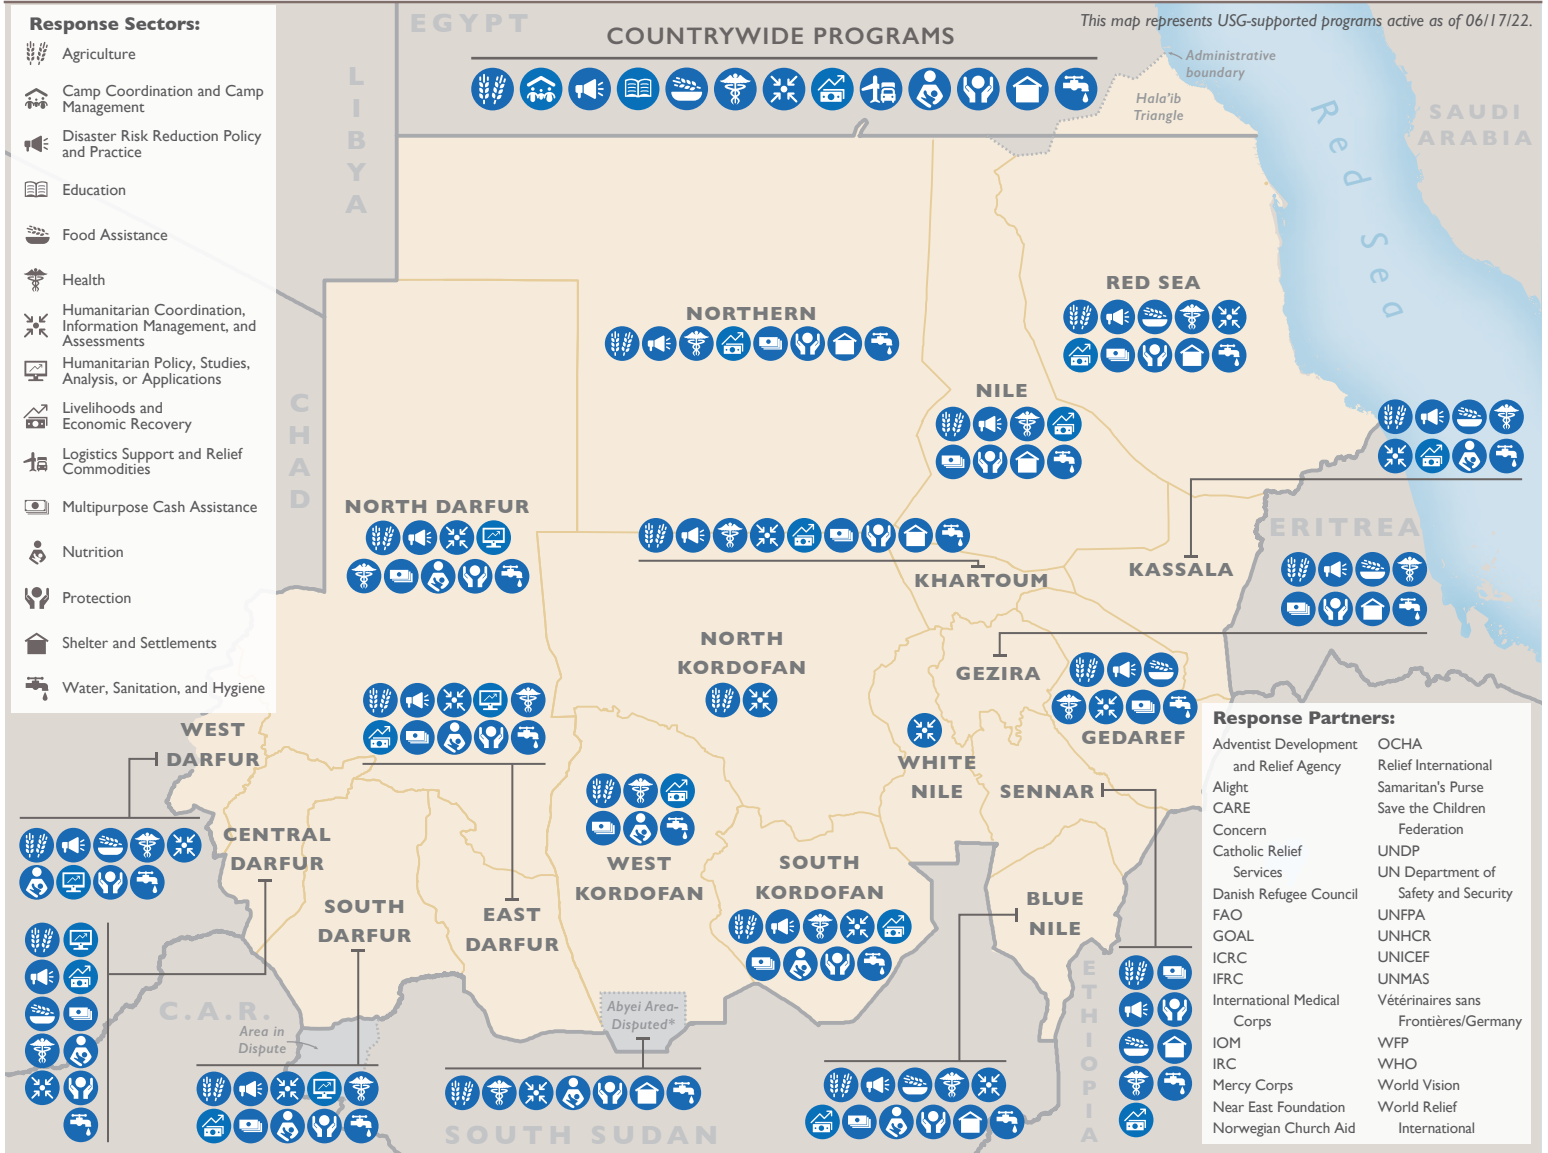 Response Sectors:
Agriculture
Camp Coordination and Camp
Management
Disaster Risk Reduction Policy
and Practice
Education
Food Assistance
Health
Humanitarian Coordination,
Information Management, and
Assessments
Humanitarian Policy, Studies,
Analysis, or Applications
Livelihoods and
Economic Recovery
Logistics Support and Relief
Commodities
Multipurpose Cash Assistance
Nutrition
Protection
Shelter and Settlements
Water, Sanitation, and Hygiene
This map represents USG-supported programs active as of 06/17/22.
EGYPT
COUNTRYWIDE PROGRAMS
Administrative
boundary
Hala'ib
Triangle
LIBYA
SAUDI
ARABIA
Red Sea
RED SEA
NORTHERN
NILE
CHAD
NORTH DARFUR
ERITREA
KHARTOUM
KASSALA
NORTH
KORDOFAN
GEZIRA
GEDAREF
WEST
DARFUR
WHITE
NILE
SENNAR
CENTRAL
DARFUR
WEST
KORDOFAN
SOUTH
KORDOFAN
SOUTH
DARFUR
EAST
DARFUR
BLUE
NILE
C.A.R.
Area in
Dispute
Abyei Area-
Disputed*
ETHIOPIA
SOUTH SUDAN
Response Partners:
Adventist Development
and Relief Agency
Alight
CARE
Concern
Catholic Relief
Services
Danish Refugee Council
FAO
GOAL
ICRC
IFRC
International Medical
Corps
IOM
IRC
Mercy Corps
Near East Foundation
Norwegian Church Aid
OCHA
Relief International
Samaritan's Purse
Save the Children
Federation
UNDP
UN Department of
Safety and Security
UNFPA
UNHCR
UNICEF
UNMAS
Vétérinaires sans
Frontières/Germany
WFP
WHO
World Vision
World Relief
International